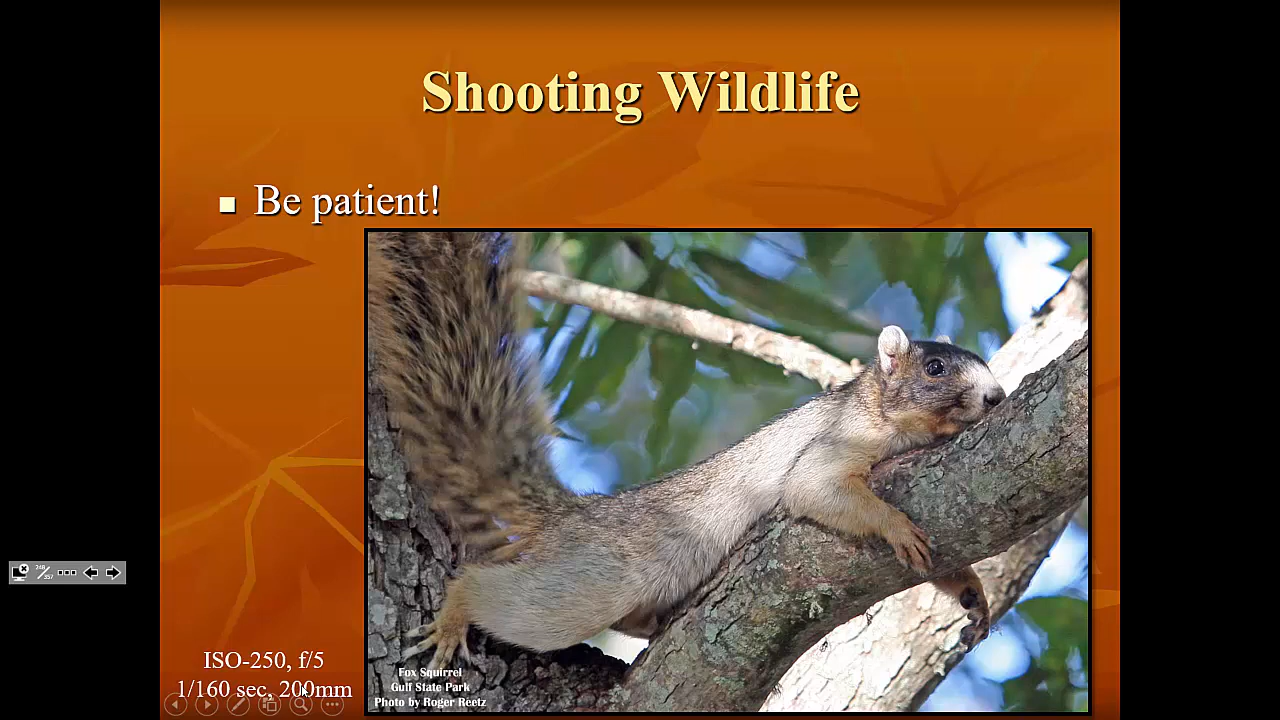 Shooting Wildlife
Be patient!
ISO-250, f/5
1/160 sec, 200mm
Fox Squirrel
Gulf State Park
Photo by Roger Reetz